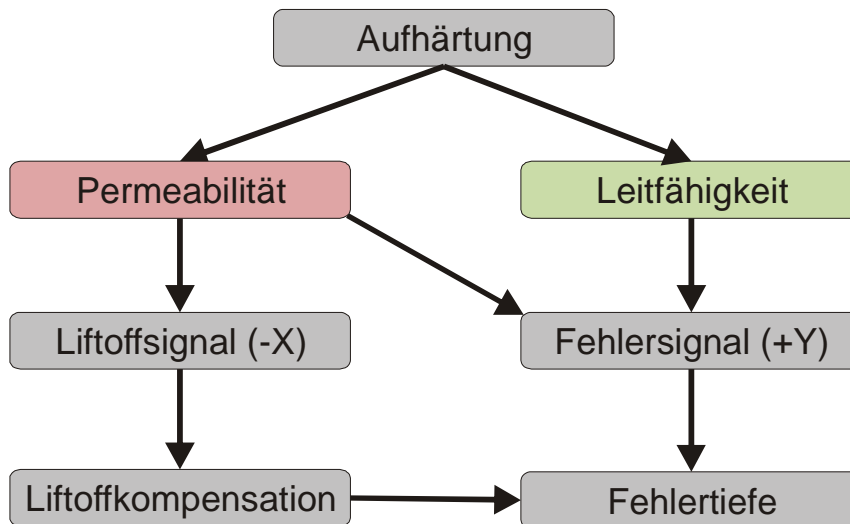 Aufhärtung
Permeabilität
Leitfähigkeit
Liftoffsignal (-X)
Fehlersignal (+Y)
Liftoffkompensation
Fehlertiefe